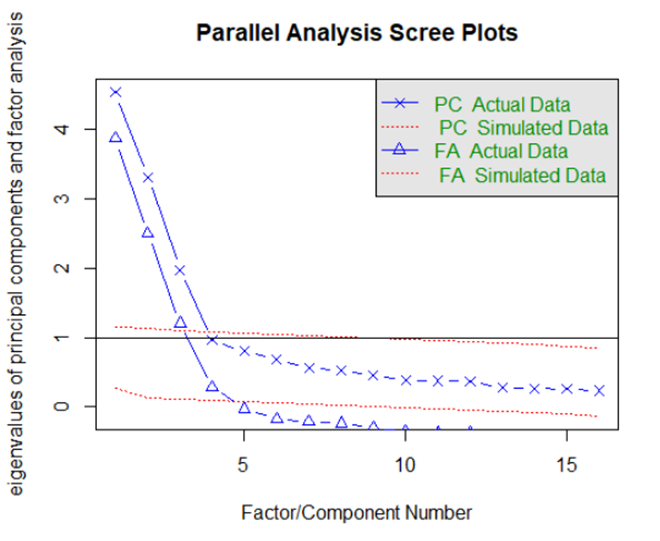 Parallel Analysis Scree Plots
eigenvalues of principal components and factor analysis
PC Actual Data
PC Simulated Data
FA Actual Data
FA Simulated Data
4
3
2
1
0
5 10 15
Factor/Component Number